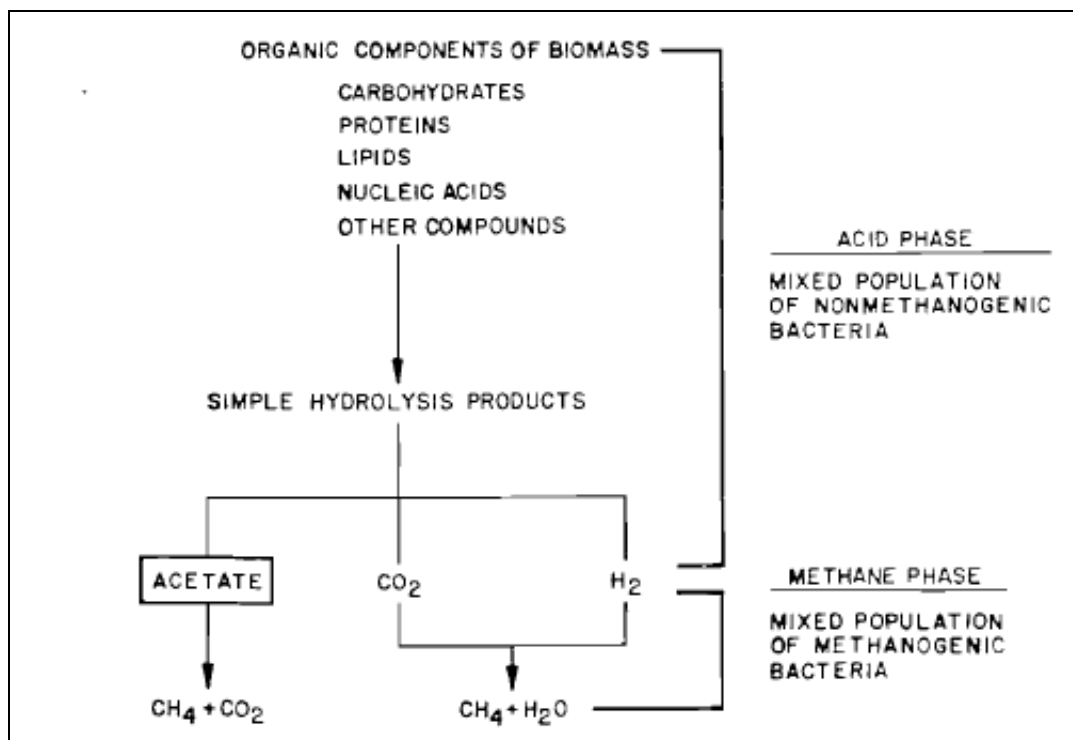 ORGANIC COMPONENTS OF BIOMASS
CARBOHYDRATES
PROTEINS
LIPIDS
NUCLEIC ACIDS
OTHER COMPOUNDS
ACID PHASE
MIXED POPULATION
OF NONMETHANOGENIC
BACTERIA
SIMPLE HYDROLYSIS PRODUCTS
ACETATE
CO₂
H₂
METHANE PHASE
MIXED POPULATION
OF METHANOGENIC
BACTERIA
CH₄+CO₂
CH₄+H₂O